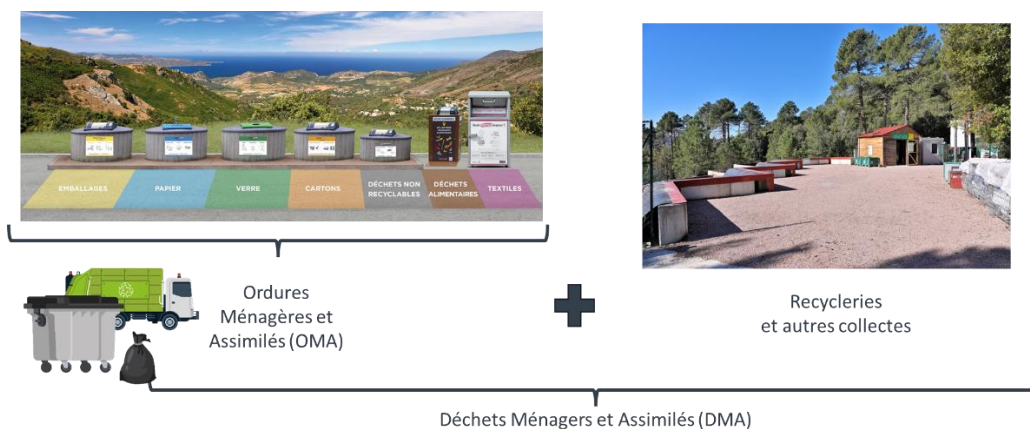 EMBALLAGES
PAPIER
VERRE
CARTONS
DÉCHETS NON
RECYCLABLES
DÉCHETS
ALIMENTAIRES
TEXTILES
Ordures
Ménagères et
Assimilés (OMA)
Recycleries
et autres collectes
Déchets Ménagers et Assimilés (DMA)